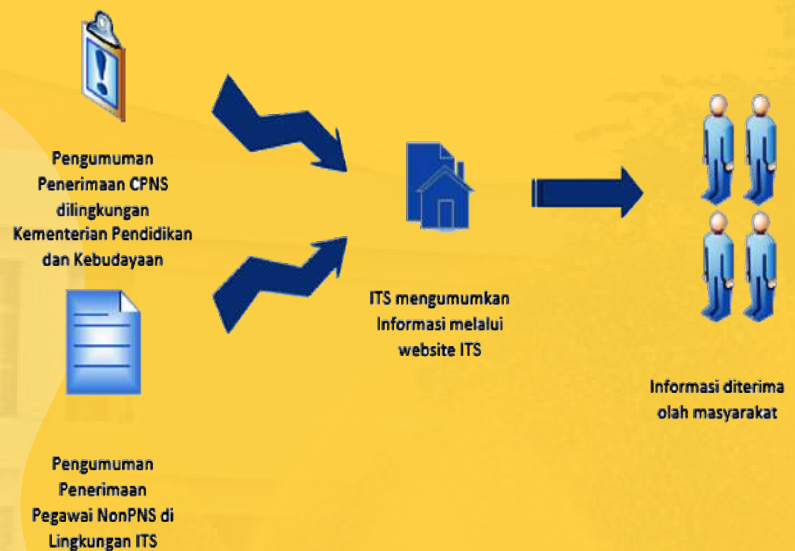 Pengumuman
Penerimaan CPNS
dilingkungan
Kementerian Pendidikan
dan Kebudayaan
Pengumuman
Penerimaan
Pegawai NonPNS di
Lingkungan ITS
ITS mengumumkan
Informasi melalui
website ITS
Informasi diterima
olah masyarakat